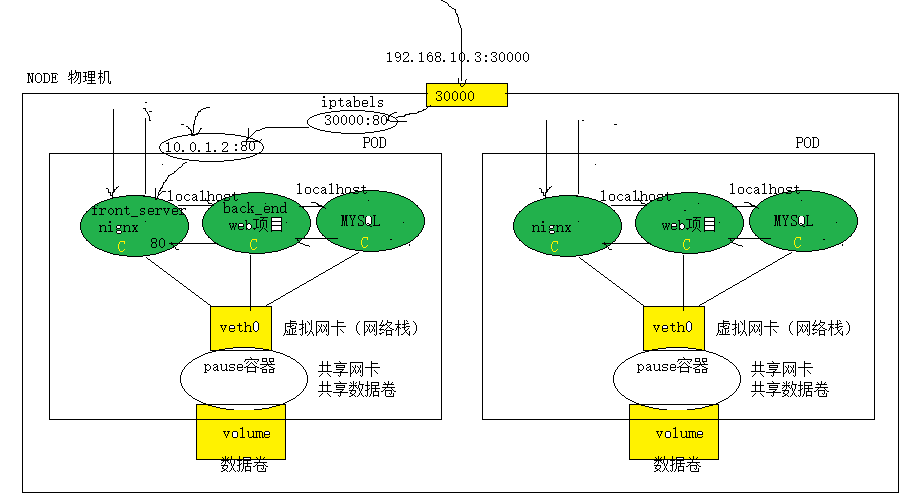 192.168.10.3:30000
NODE 物理机
30000
iptabels
30000:80
10.0.1.2:80
POD
POD
localhost
localhost
localhost
localhost
front_server
nignx
C
80
back_end
web项目
C
MYSQL
C
nignx
C
web项目
C
MYSQL
C
veth0
虚拟网卡（网络栈）
veth0
虚拟网卡（网络栈）
pause容器
共享网卡
共享数据卷
pause容器
共享网卡
共享数据卷
volume
数据卷
volume
数据卷